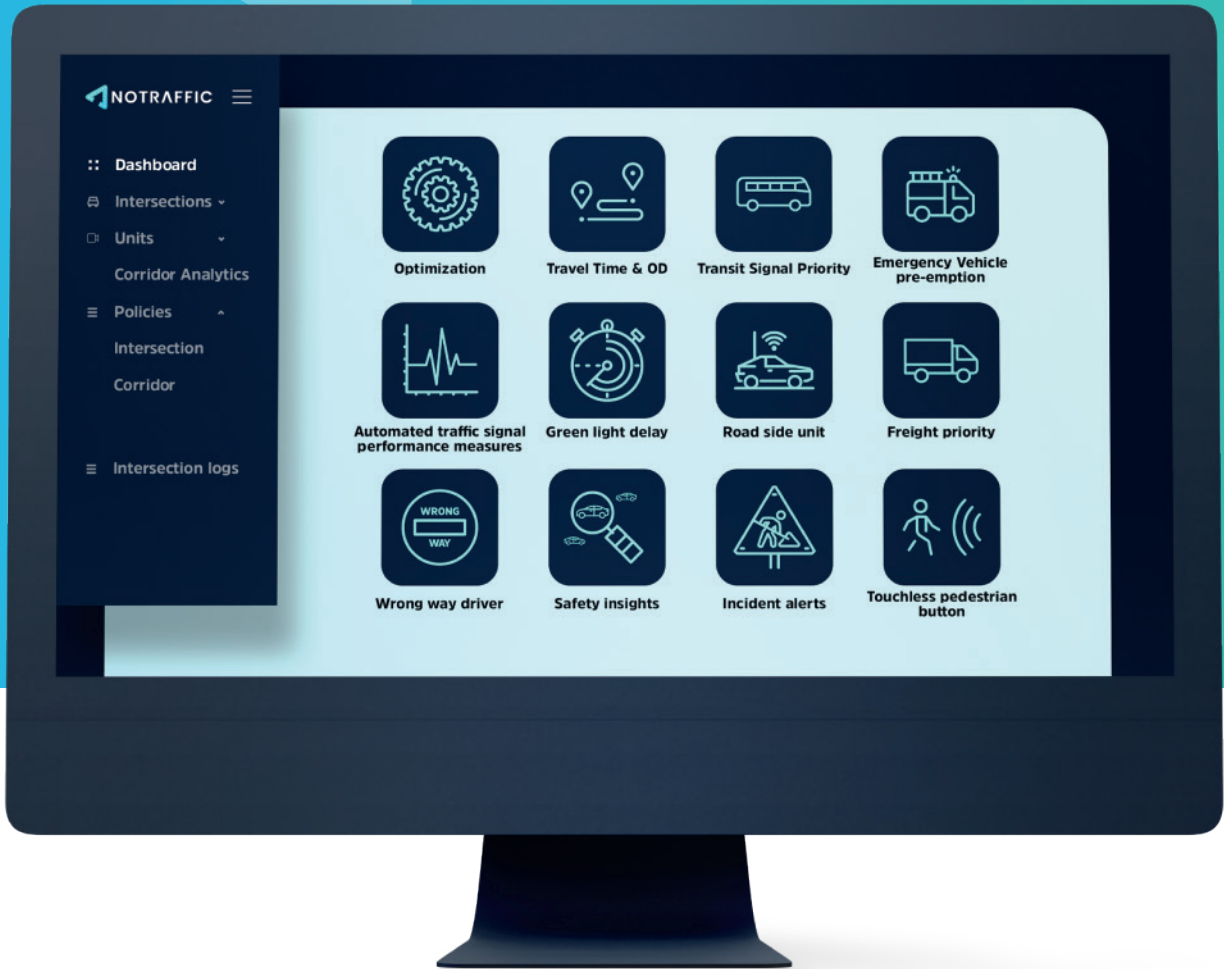 NOTRAFFIC
Dashboard
Intersections
Units
Corridor Analytics
Policies
Intersection
Corridor
Intersection logs
Optimization
Travel Time & OD
Transit Signal Priority
Emergency Vehicle
pre-emption
Automated traffic signal
performance measures
Green light delay
Road side unit
Freight priority
WRONG
WAY
Wrong way driver
Safety insights
Incident alerts
Touchless pedestrian
button